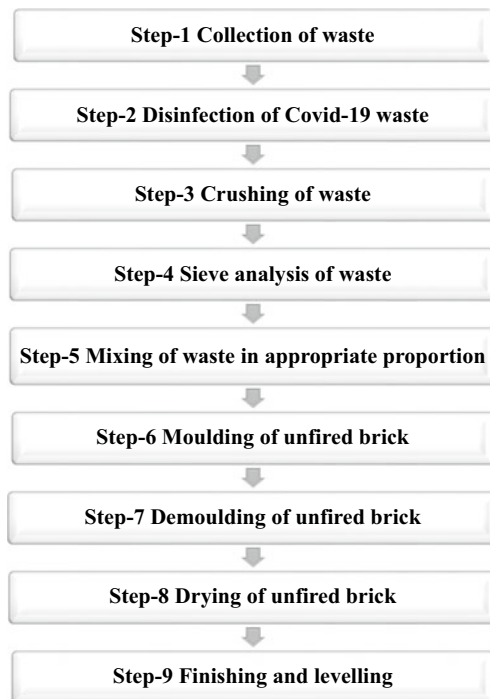 Step-1 Collection of waste
Step-2 Disinfection of Covid-19 waste
Step-3 Crushing of waste
Step-4 Sieve analysis of waste
Step-5 Mixing of waste in appropriate proportion
Step-6 Moulding of unfired brick
Step-7 Demoulding of unfired brick
Step-8 Drying of unfired brick
Step-9 Finishing and levelling